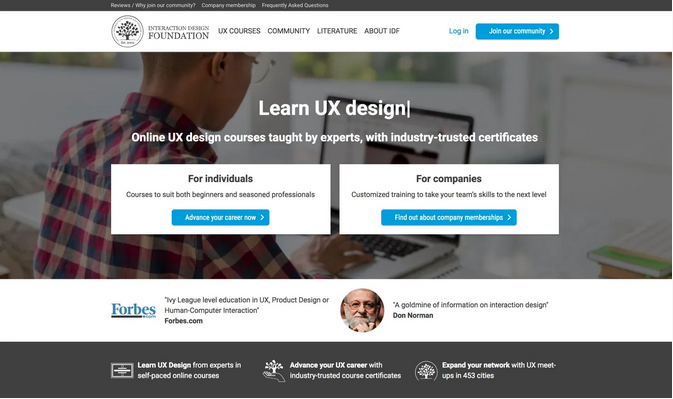 Reviews / Why join our community? Company membership Frequently Asked Questions
INTERACTION DESIGN
FOUNDATION
Est. 2002
UX COURSES COMMUNITY LITERATURE ABOUT IDF
Log in
Join our community
Learn UX design|
Online UX design courses taught by experts, with industry-trusted certificates
For individuals
Courses to suit both beginners and seasoned professionals
Advance your career now
For companies
Customized training to take your team's skills to the next level
Find out about company memberships
Forbes
.com
"Ivy League level education in UX, Product Design or
Human-Computer Interaction"
Forbes.com
"A goldmine of information on interaction design"
Don Norman
Learn UX Design from experts in
self-paced online courses
Advance your UX career with
industry-trusted course certificates
Expand your network with UX meet-
ups in 453 cities